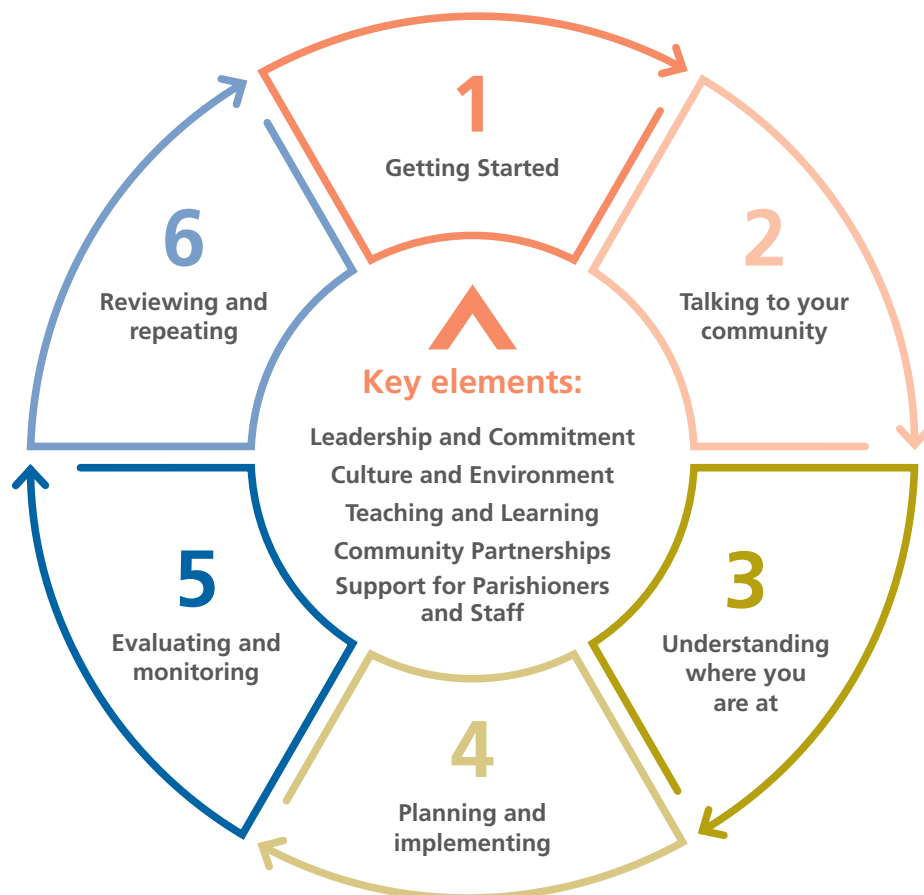 1
Getting Started
2
Talking to your
community
3
Understanding
where you
are at
4
Planning and
implementing
5
Evaluating and
monitoring
6
Reviewing and
repeating
Key elements:
Leadership and Commitment
Culture and Environment
Teaching and Learning
Community Partnerships
Support for Parishioners
and Staff